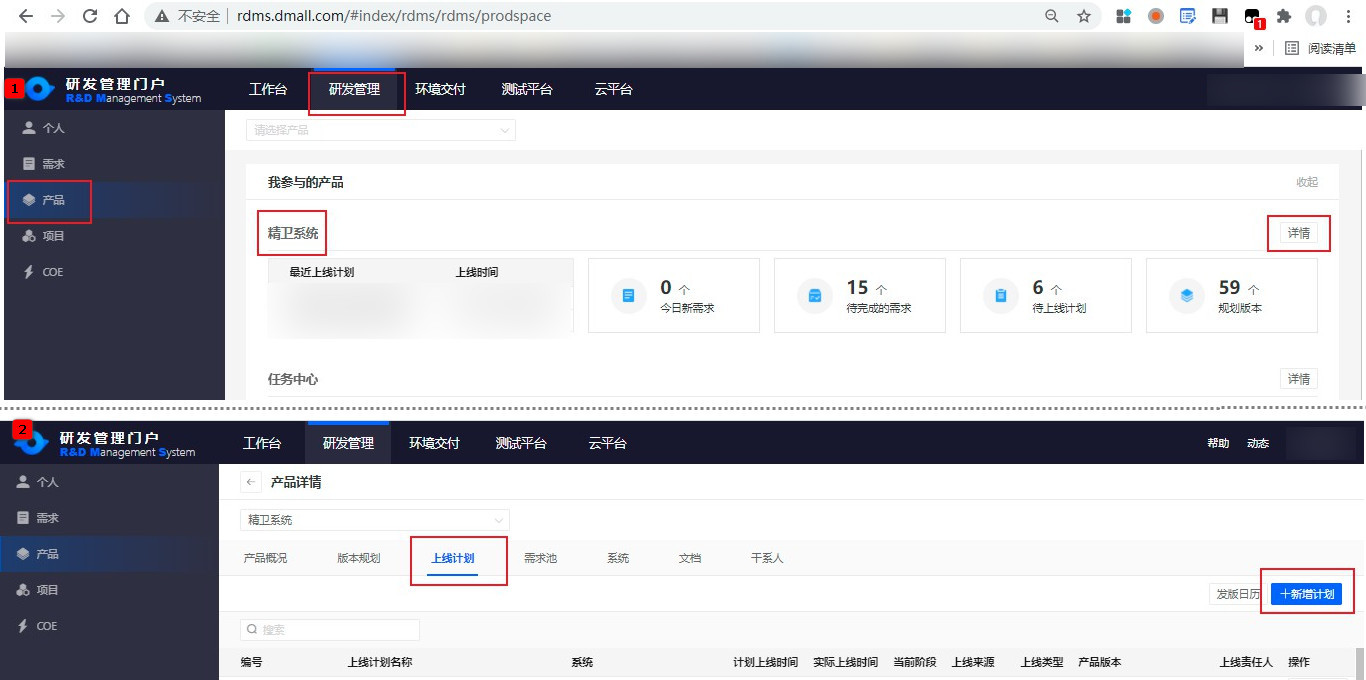 不安全 rdms.dmall.com/#index/rdms/rdms/prodspace
1
» 阅读清单
1 研发管理门户
R&D Management System
工作台 研发管理 环境交付 测试平台 云平台
个人
需求
产品
项目
COE
请选择产品
我参与的产品 收起
精卫系统 详情
最近上线计划 上线时间
0 个
今日新需求
15 个
待完成的需求
6 个
待上线计划
59 个
规划版本
任务中心 详情
2 研发管理门户
R&D Management System
工作台 研发管理 环境交付 测试平台 云平台 帮助 动态
个人
需求
产品
项目
COE
← 产品详情
精卫系统
产品概况 版本规划 上线计划 需求池 系统 文档 干系人
发版日历 +新增计划
搜索
编号 上线计划名称 系统 计划上线时间 实际上线时间 当前阶段 上线来源 上线类型 产品版本 上线责任人 操作